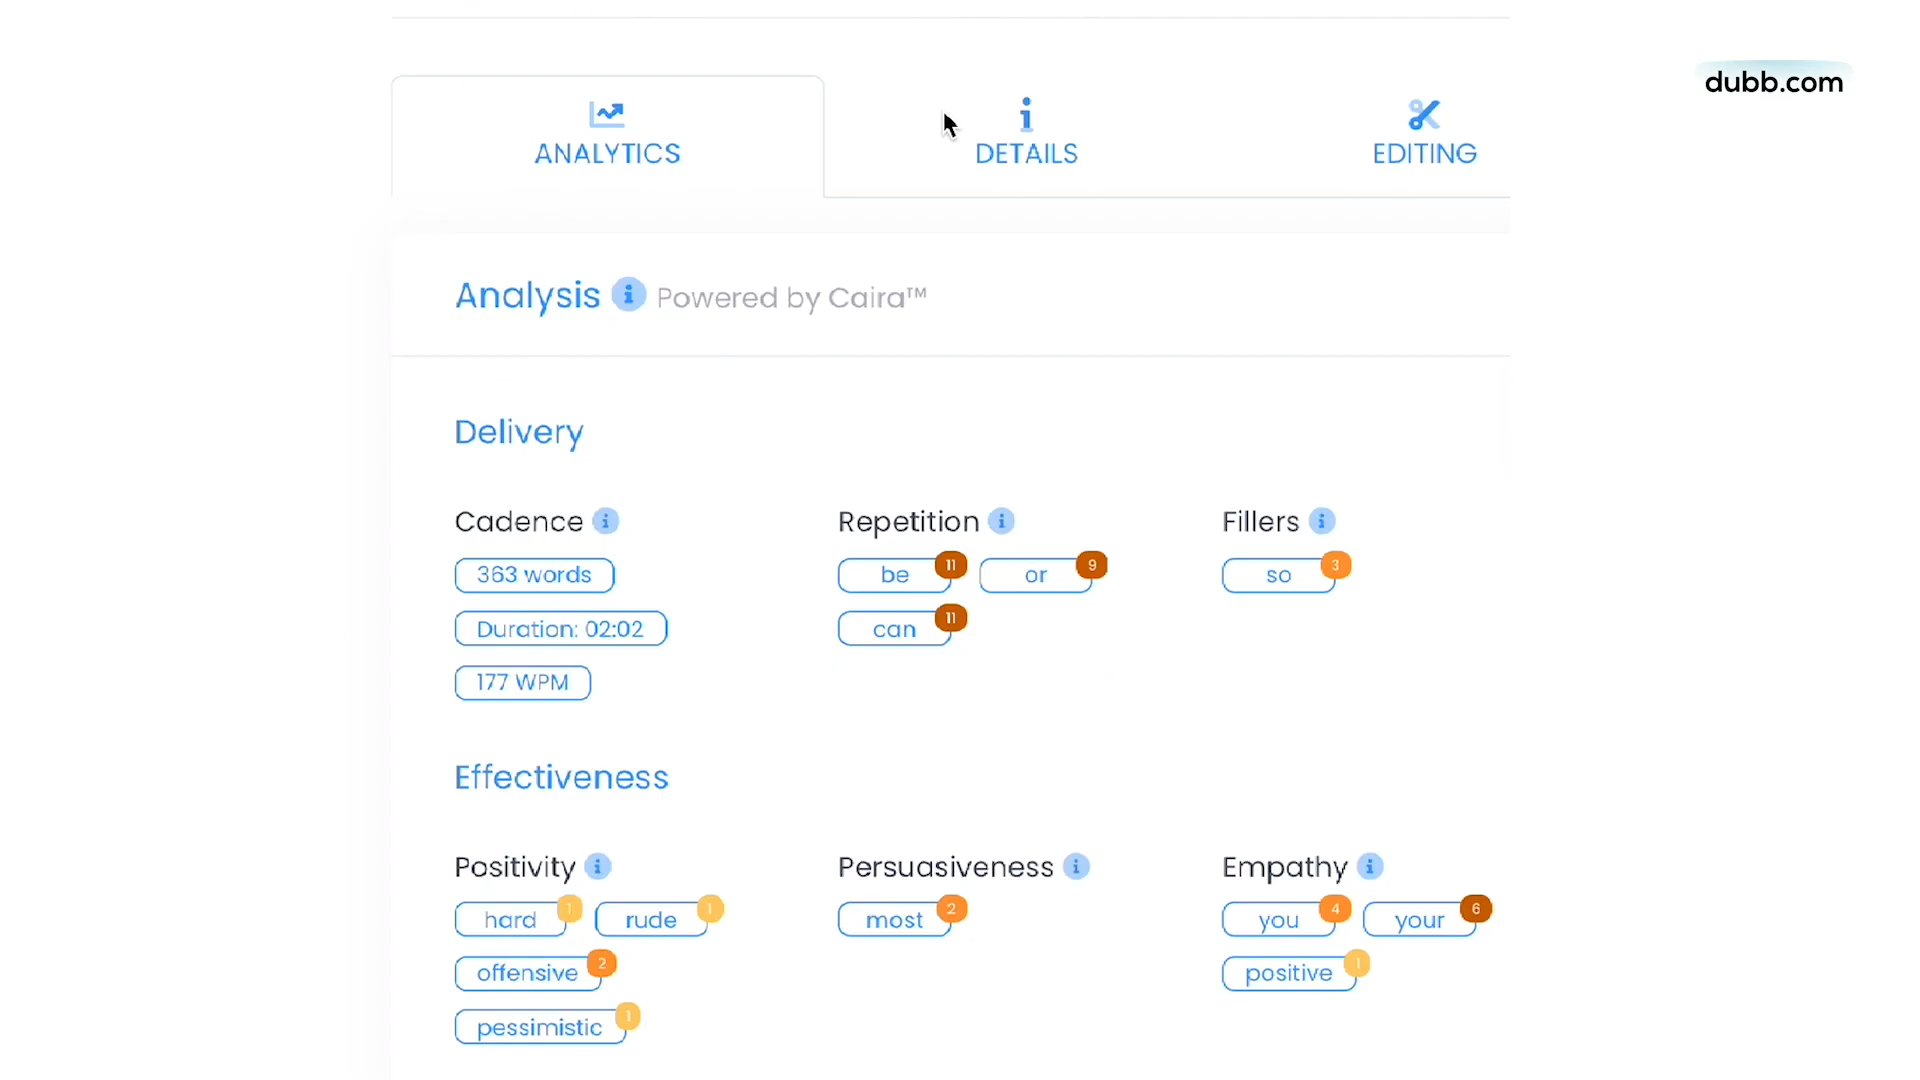 dubb.com
ANALYTICS
DETAILS
EDITING
Analysis i Powered by Caira™
Delivery
Cadence i
363 words
Duration: 02:02
177 WPM
Repetition i
be 11
or 9
can 11
Fillers i
so 3
Effectiveness
Positivity i
hard 1
rude 1
offensive 2
pessimistic 1
Persuasiveness i
most 2
Empathy i
you 4
your 6
positive 1